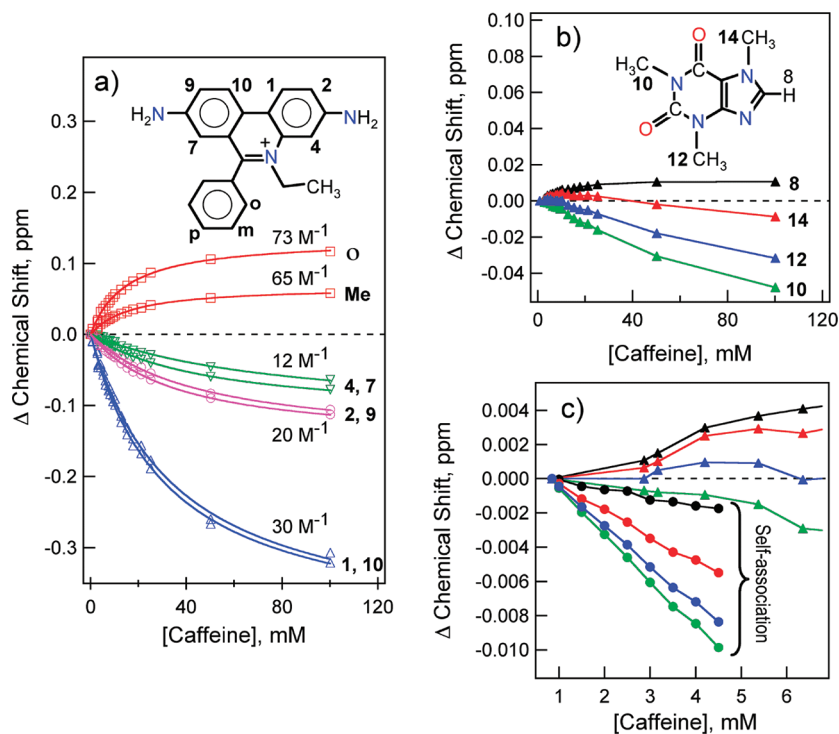 a)
9
10
1
2
H₂N
NH₂
7
+
N
4
CH₃
o
p
m
73 M⁻¹
O
65 M⁻¹
Me
12 M⁻¹
4, 7
2, 9
20 M⁻¹
30 M⁻¹
1, 10
0.3
0.2
0.1
0.0
-0.1
-0.2
-0.3
Δ Chemical Shift, ppm
0
40
80
120
[Caffeine], mM
b)
O
14 CH₃
H₃C
10
N
N
8
H
O
N
N
12 CH₃
8
14
12
10
0.10
0.08
0.06
0.04
0.02
0.00
-0.02
-0.04
Δ Chemical Shift, ppm
0
40
80
120
[Caffeine], mM
c)
0.004
0.002
0.000
-0.002
-0.004
-0.006
-0.008
-0.010
Δ Chemical Shift, ppm
Self-association
1
2
3
4
5
6
[Caffeine], mM